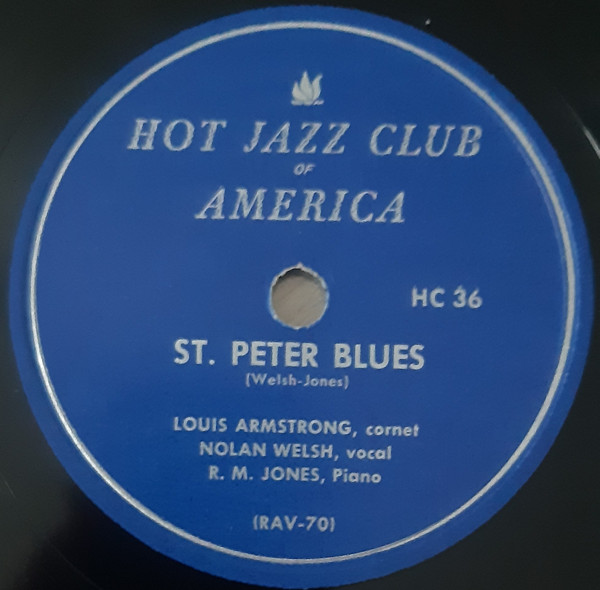 HOT JAZZ CLUB
OF
AMERICA
HC 36
ST. PETER BLUES
(Welsh-Jones)
LOUIS ARMSTRONG, cornet
NOLAN WELSH, vocal
R. M. JONES, Piano
(RAV-70)